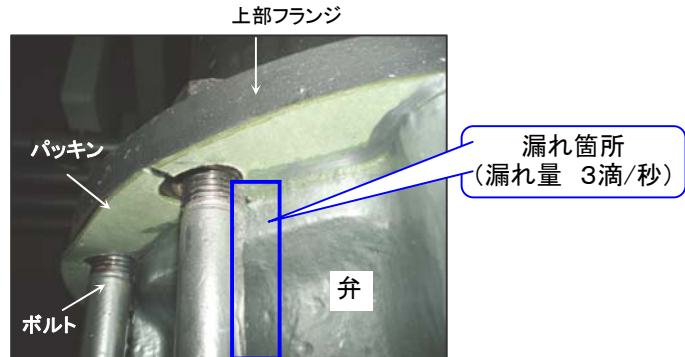 上部フランジ
パッキン
漏れ箇所
(漏れ量 3滴/秒)
弁
ボルト